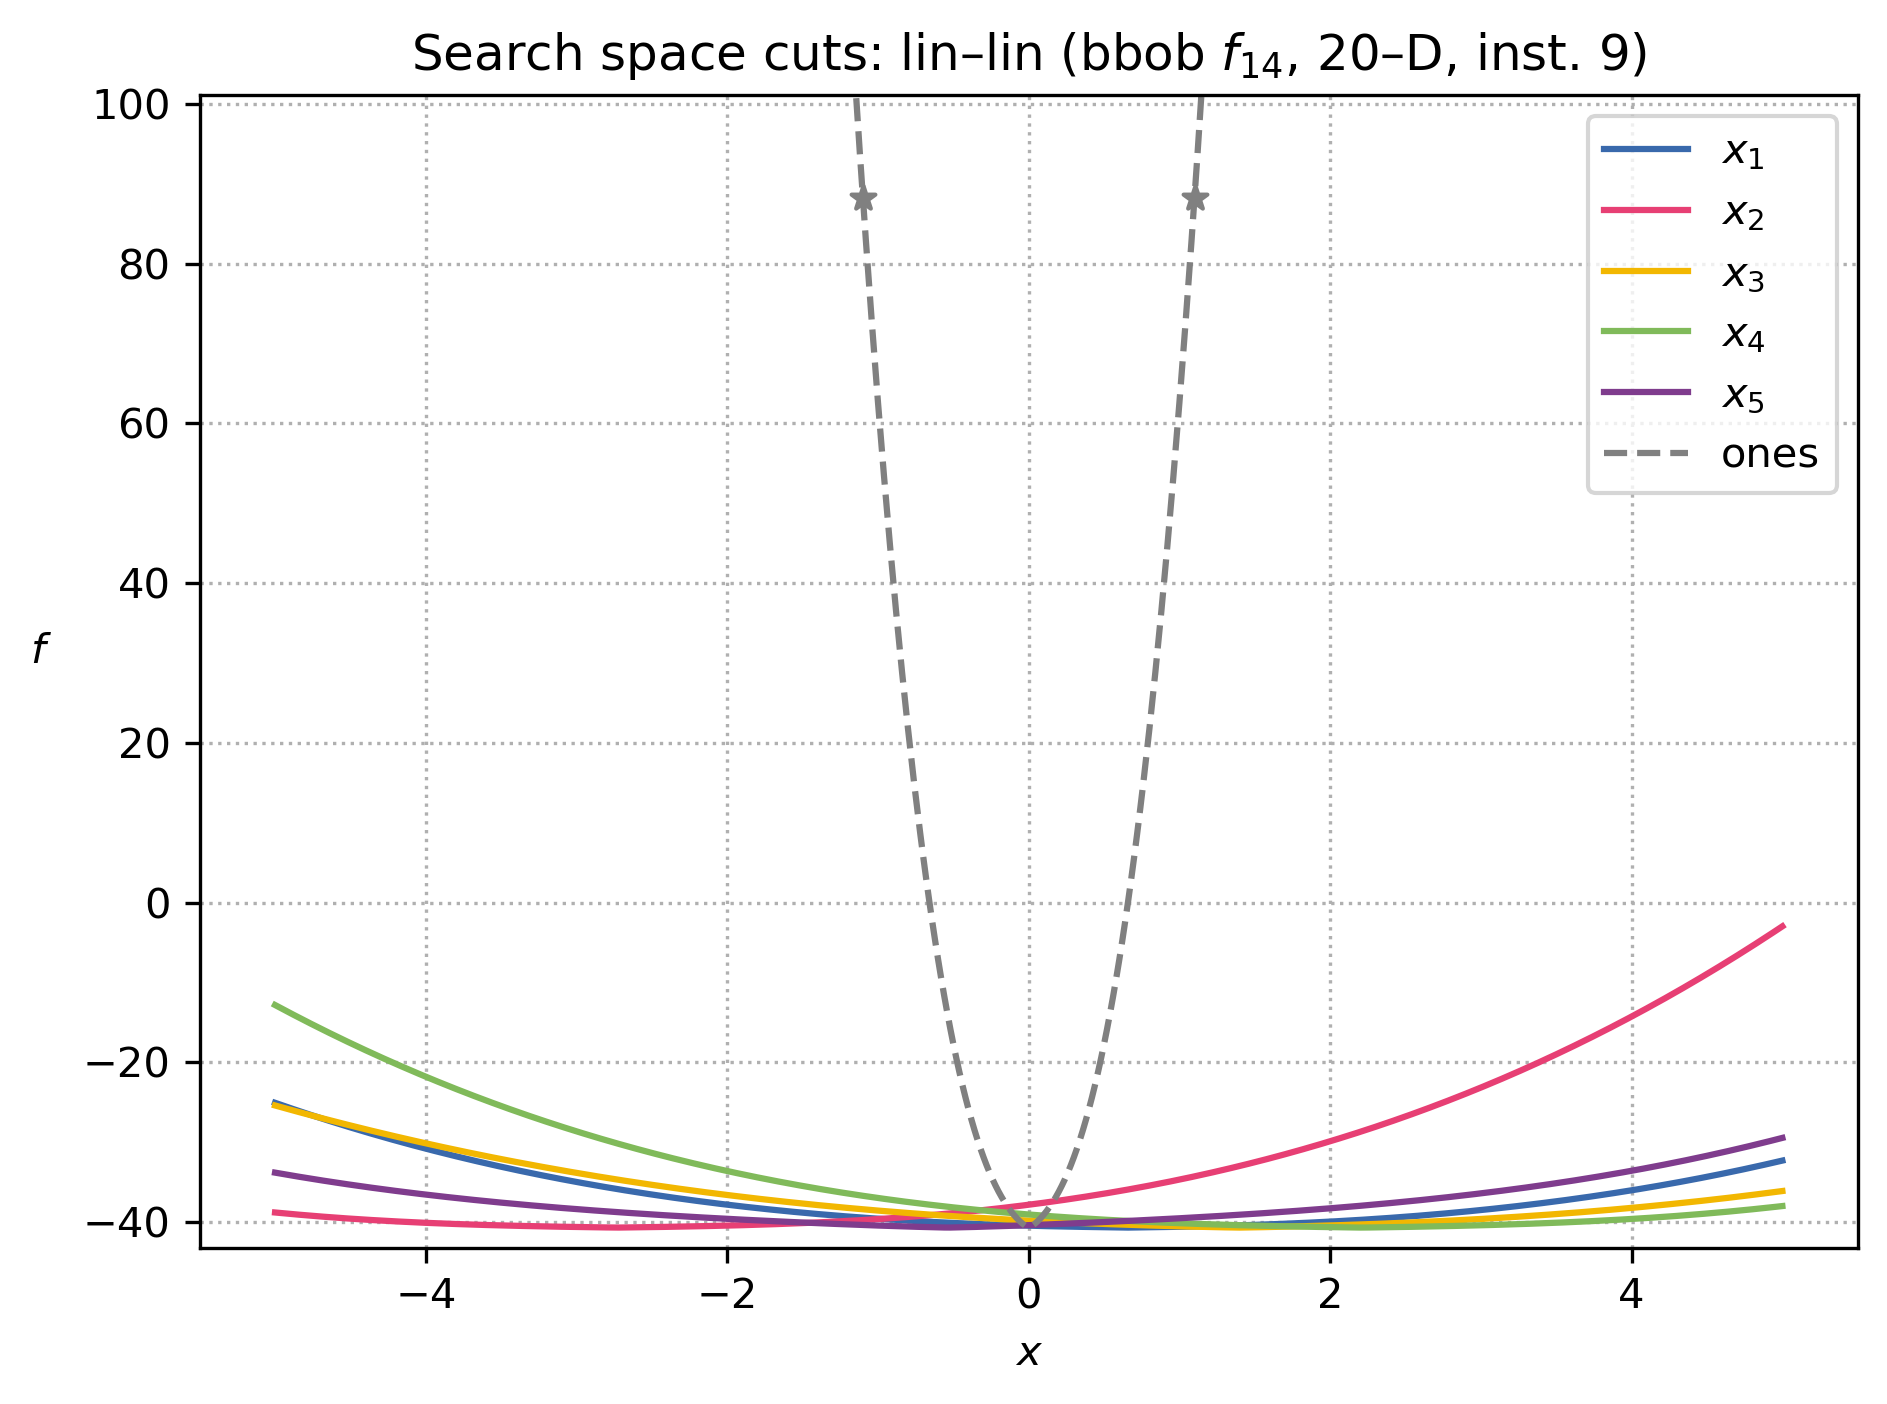 Search space cuts: lin–lin (bbob f₁₄, 20–D, inst. 9)
100
80
60
40
20
0
−20
−40
f
−4
−2
0
2
4
x
x₁
x₂
x₃
x₄
x₅
ones